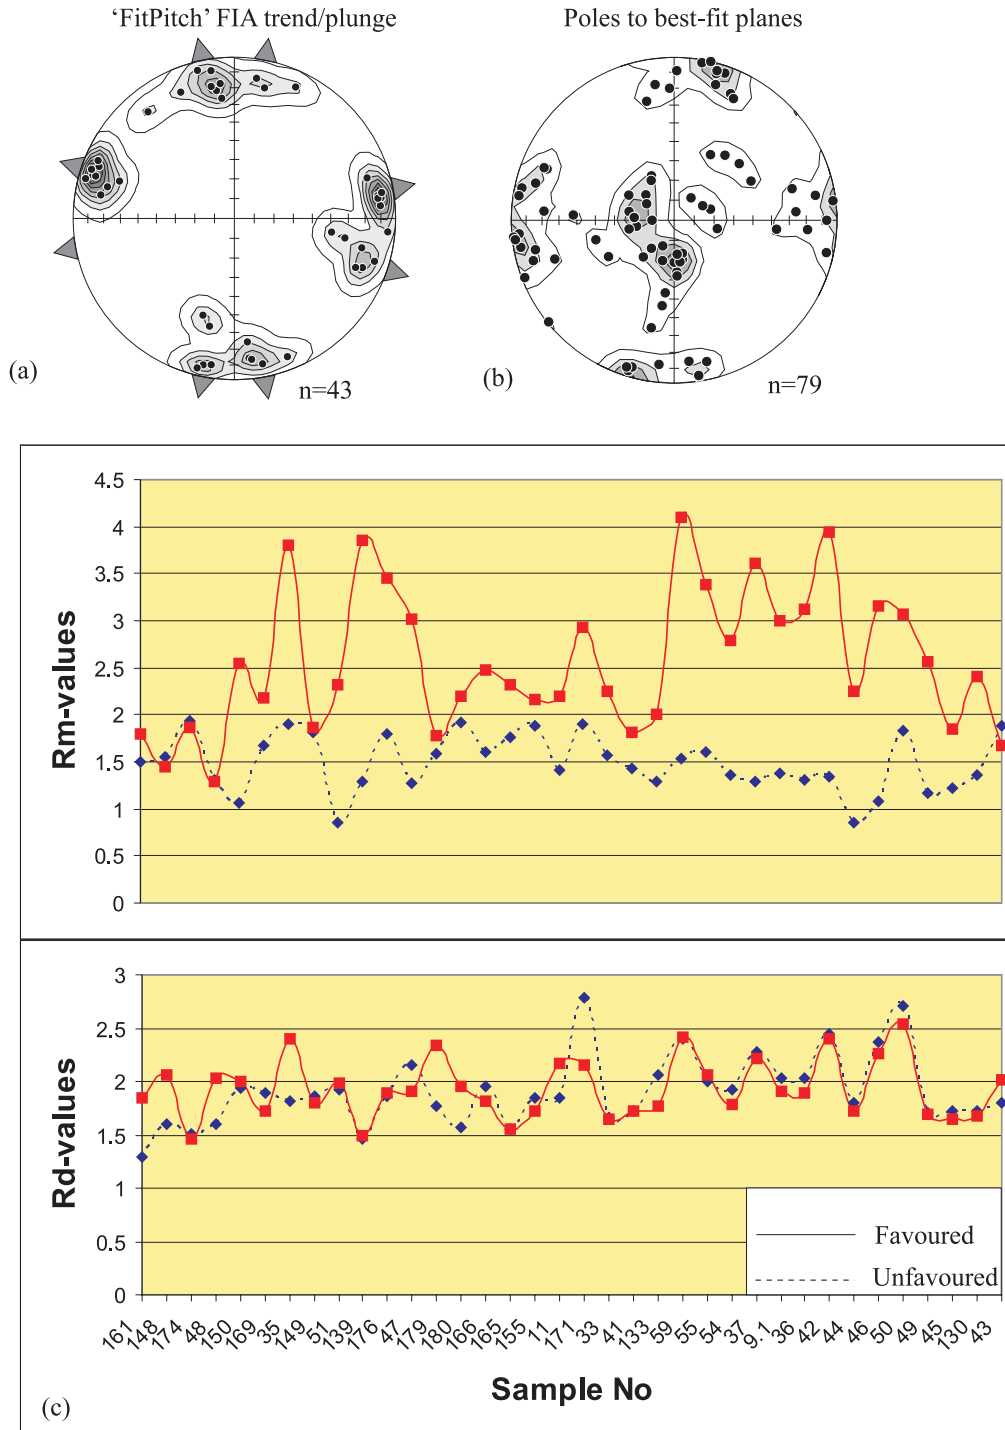 ‘FitPitch’ FIA trend/plunge
Poles to best-fit planes
(a)
n=43
(b)
n=79
4.5
4
3.5
3
2.5
2
1.5
1
0.5
0
Rm-values
3
2.5
2
1.5
1
0.5
0
Rd-values
Favoured
Unfavoured
161 148 174 48 150 169 35 149 51 139 176 47 179 180 166 165 155 11 171 33 41 133 59 55 54 37 9.1 36 42 44 46 50 49 45 130 43
Sample No
(c)